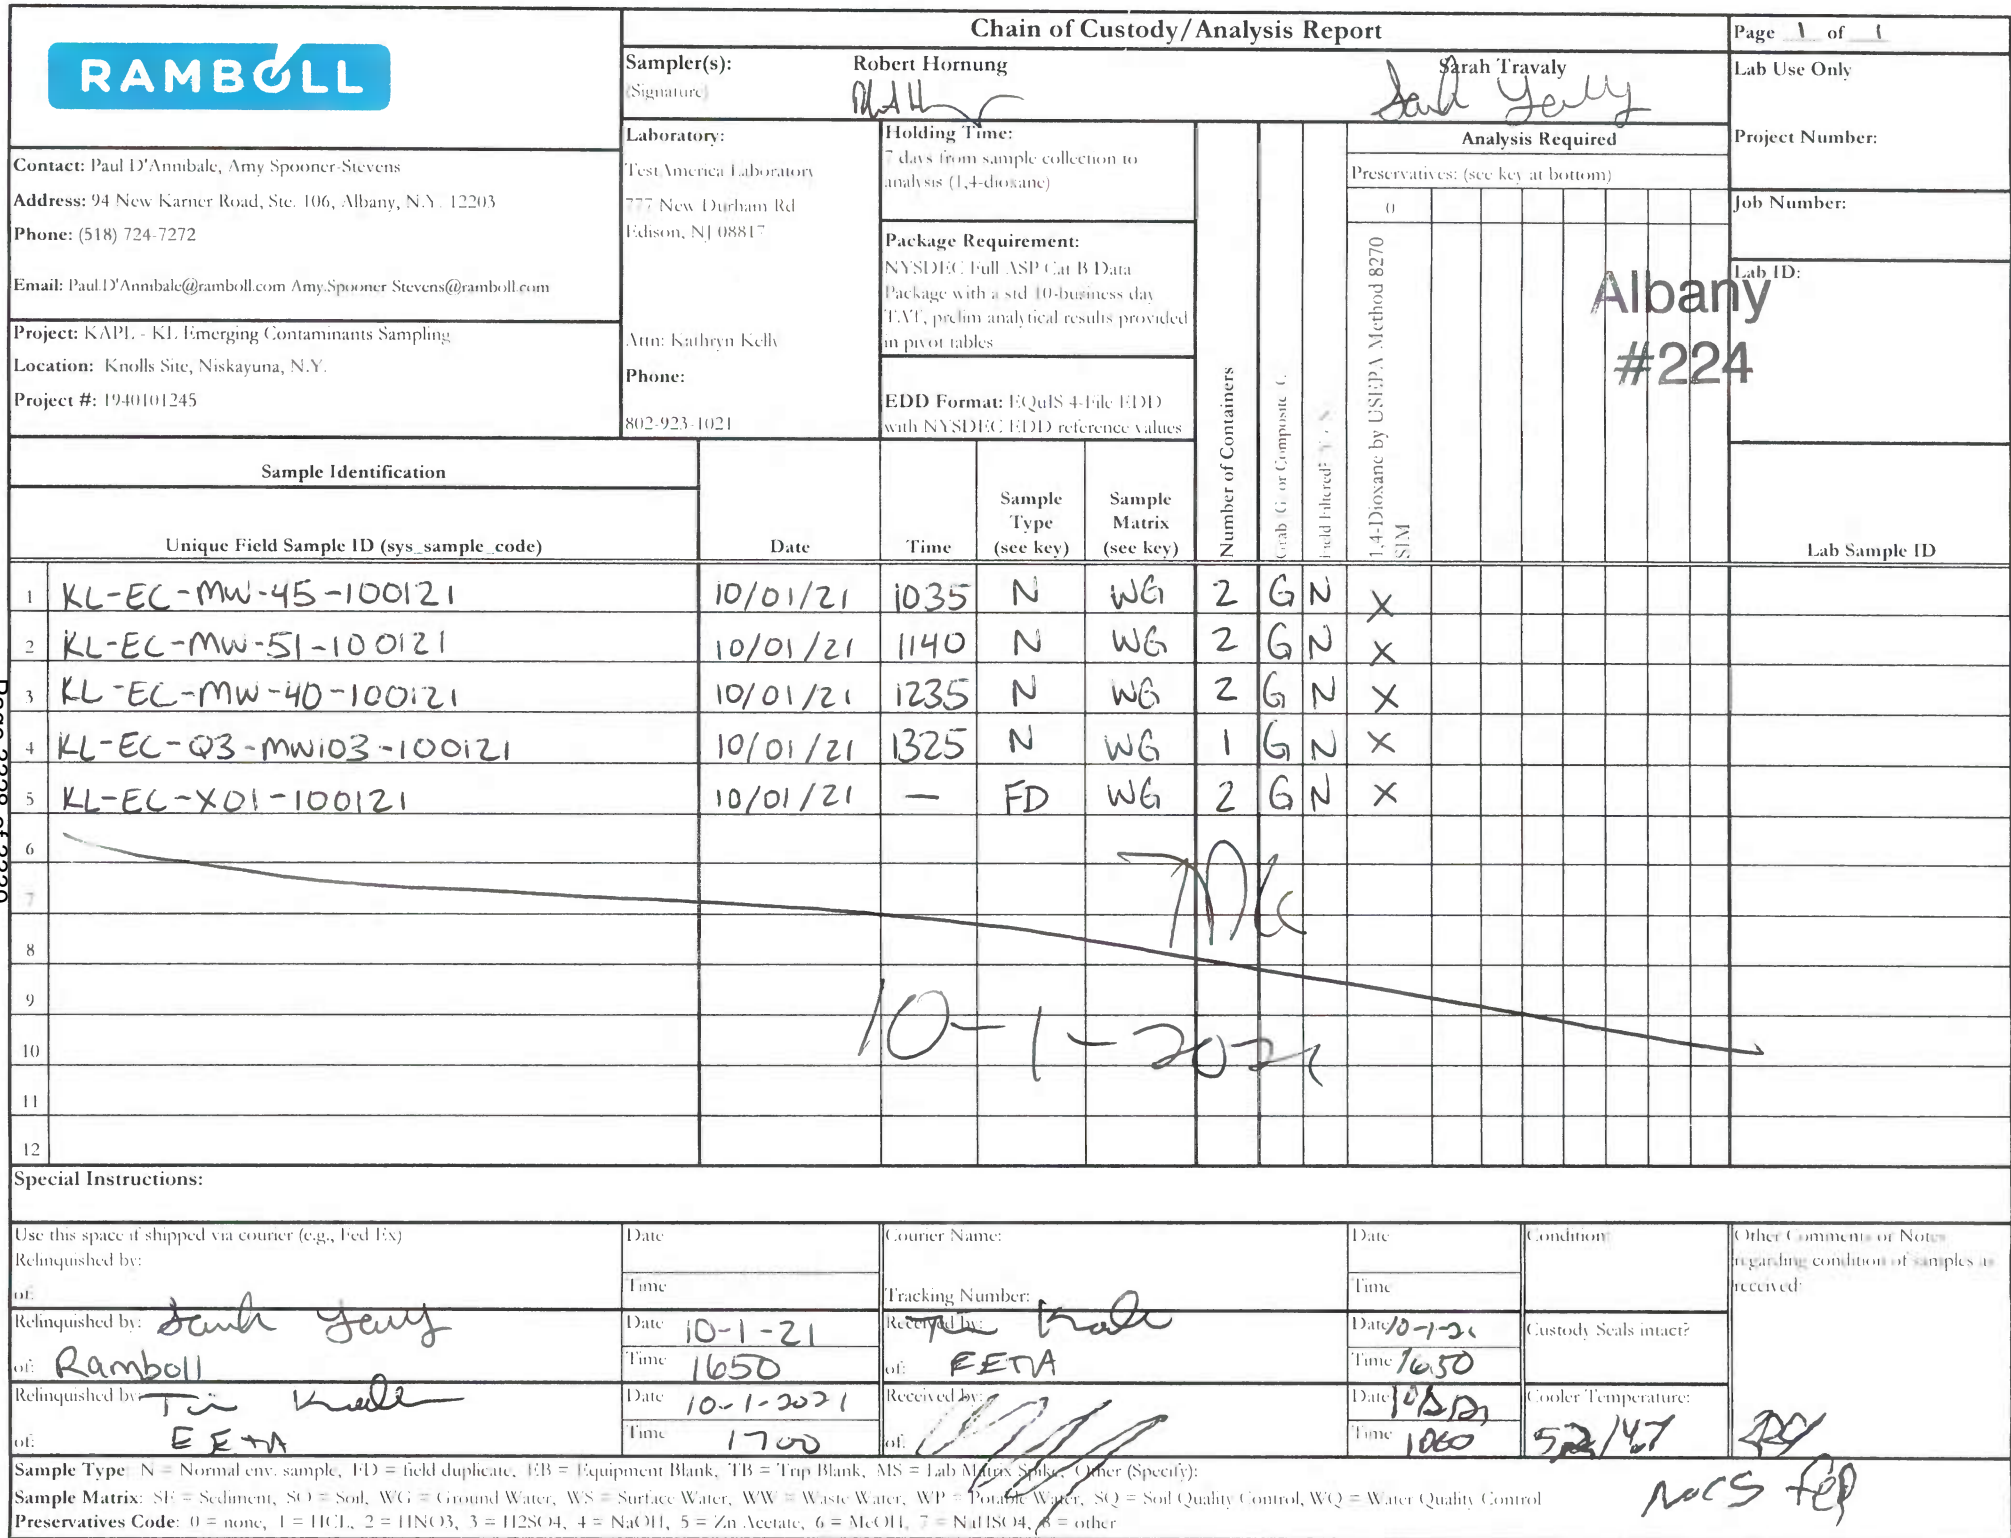 RAMBOLL
Chain of Custody/Analysis Report
Page 1 of 1
Sampler(s):
(Signature)
Robert Hornung
Sarah Travaly
Lab Use Only
Contact: Paul D'Annibale, Amy Spooner-Stevens
Address: 94 New Karner Road, Ste. 106, Albany, N.Y. 12203
Phone: (518) 724-7272
Email: Paul.D'Annibale@ramboll.com Amy.Spooner Stevens@ramboll.com
Project: KAPL - KL Emerging Contaminants Sampling
Location: Knolls Site, Niskayuna, N.Y.
Project #: 1940101245
Laboratory:
TestAmerica Laboratory
777 New Durham Rd
Edison, NJ 08817
Attn: Kathryn Kelly
Phone:
802-923-1021
Holding Time:
7 days from sample collection to
analysis (1,4-dioxane)
Package Requirement:
NYSDEC Full ASP Cat B Data
Package with a std 10-business day
TAT, prelim analytical results provided
in pivot tables
EDD Format: EQuIS 4-File EDD
with NYSDEC EDD reference values
Number of Containers
Grab G or Composite C
Field Filtered?
Analysis Required
Preservatives: (see key at bottom)
0
1,4-Dioxane by USEPA Method 8270
SIM
Project Number:
Job Number:
Lab ID:
Albany
#224
Sample Identification
Unique Field Sample ID (sys_sample_code)
Date
Time
Sample
Type
(see key)
Sample
Matrix
(see key)
Lab Sample ID
1 KL-EC-MW-45-100121 10/01/21 1035 N WG 2 G N X
2 KL-EC-MW-51-100121 10/01/21 1140 N WG 2 G N X
3 KL-EC-MW-40-100121 10/01/21 1235 N WG 2 G N X
4 KL-EC-Q3-MW103-100121 10/01/21 1325 N WG 1 G N X
5 KL-EC-X01-100121 10/01/21 — FD WG 2 G N X
6
7
8
9
10
11
12
10-1-2021
Special Instructions:
Use this space if shipped via courier (e.g., Fed Ex)
Relinquished by:
of:
Date
Time
Courier Name:
Tracking Number:
Date
Time
Condition:
Other Comments or Notes
regarding condition of samples as
received:
Relinquished by:
of: Ramboll
Date 10-1-21
Time 1650
Received by:
of: EETA
Date 10-1-21
Time 1650
Custody Seals intact?
Relinquished by:
of: EETA
Date 10-1-2021
Time 1700
Received by:
of:
Date
Time
Cooler Temperature:
Sample Type N = Normal env. sample, FD = field duplicate, EB = Equipment Blank, TB = Trip Blank, MS = Lab Matrix Spike, Other (Specify):
Sample Matrix: SE = Sediment, SO = Soil, WG = Ground Water, WS = Surface Water, WW = Waste Water, WP = Potable Water, SQ = Soil Quality Control, WQ = Water Quality Control
Preservatives Code: 0 = none, 1 = HCL, 2 = HNO3, 3 = H2SO4, 4 = NaOH, 5 = Zn Acetate, 6 = MeOH, 7 = NaHSO4, 8 = other